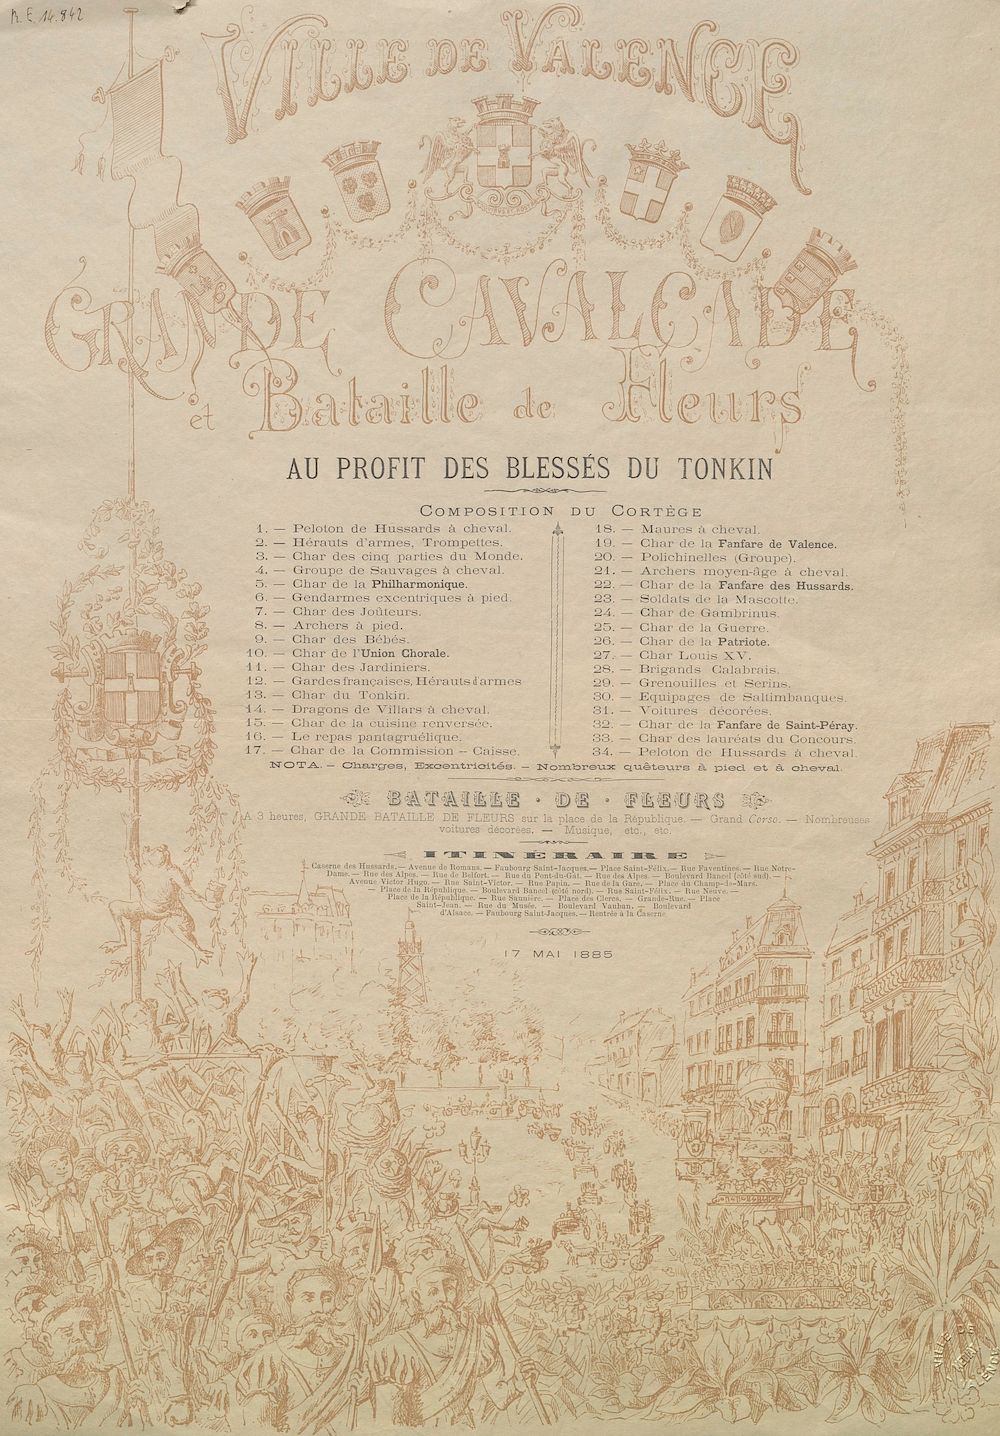 R.E. 14.842
VILLE DE VALENCE
GRANDE CAVALCADE
et Bataille de Fleurs
AU PROFIT DES BLESSÉS DU TONKIN
COMPOSITION DU CORTÈGE
1. — Peloton de Hussards à cheval.
2. — Hérauts d'armes, Trompettes.
3. — Char des cinq parties du Monde.
4. — Groupe de Sauvages à cheval.
5. — Char de la Philharmonique.
6. — Gendarmes excentriques à pied.
7. — Char des Joûteurs.
8. — Archers à pied.
9. — Char des Bébés.
10. — Char de l'Union Chorale.
11. — Char des Jardiniers.
12. — Gardes françaises, Hérauts d'armes
13. — Char du Tonkin.
14. — Dragons de Villars à cheval.
15. — Char de la cuisine renversée.
16. — Le repas pantagruélique.
17. — Char de la Commission — Caisse.
18. — Maures à cheval.
19. — Char de la Fanfare de Valence.
20. — Polichinelles (Groupe).
21. — Archers moyen-âge à cheval.
22. — Char de la Fanfare des Hussards.
23. — Soldats de la Mascotte.
24. — Char de Gambrinus.
25. — Char de la Guerre.
26. — Char de la Patriote.
27. — Char Louis XV.
28. — Brigands Calabrais.
29. — Grenouilles et Serins.
30. — Equipages de Saltimbanques.
31. — Voitures décorées.
32. — Char de la Fanfare de Saint-Péray.
33. — Char des lauréats du Concours.
34. — Peloton de Hussards à cheval.
NOTA. — Charges, Excentricités. — Nombreux quêteurs à pied et à cheval.
BATAILLE · DE · FLEURS
A 3 heures, GRANDE BATAILLE DE FLEURS sur la place de la République. — Grand Corso. — Nombreuses
voitures décorées, — Musique, etc., etc.
ITINÉRAIRE
Caserne des Hussards. — Avenue de Romans. — Faubourg Saint-Jacques. — Place Saint-Félix. — Rue Faventines. — Rue Notre-
Dame. — Rue des Alpes. — Rue de Belfort. — Rue du Pont-du-Gât. — Rue des Alpes. — Boulevard Bancel (côté sud). —
Avenue Victor Hugo. — Rue Saint-Victor. — Rue Papin. — Rue de la Gare. — Place du Champ-de-Mars.
— Place de la République. — Boulevard Bancel (côté nord). — Rue Saint-Félix. — Rue Neuve. —
Place de la République. — Rue Saunière. — Place des Clercs. — Grande-Rue. — Place
Saint-Jean. — Rue du Musée. — Boulevard Vauban. — Boulevard
d'Alsace. — Faubourg Saint-Jacques. — Rentrée à la Caserne
17 MAI 1885